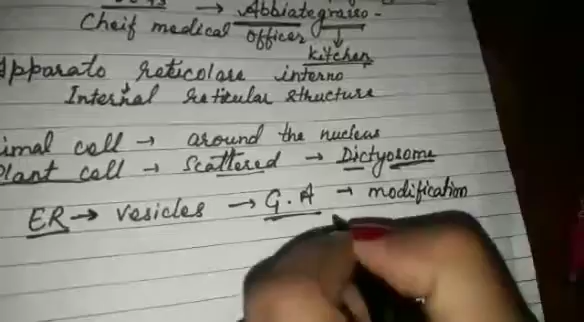 → Abbiategrasso -
Cheif medical officer ↓
kitchen
Apparato reticolare interno
↓
Internal reticular structure
imal cell → around the nucleus
Plant cell → Scattered → Dictyosome
ER → vesicles → G.A → modification